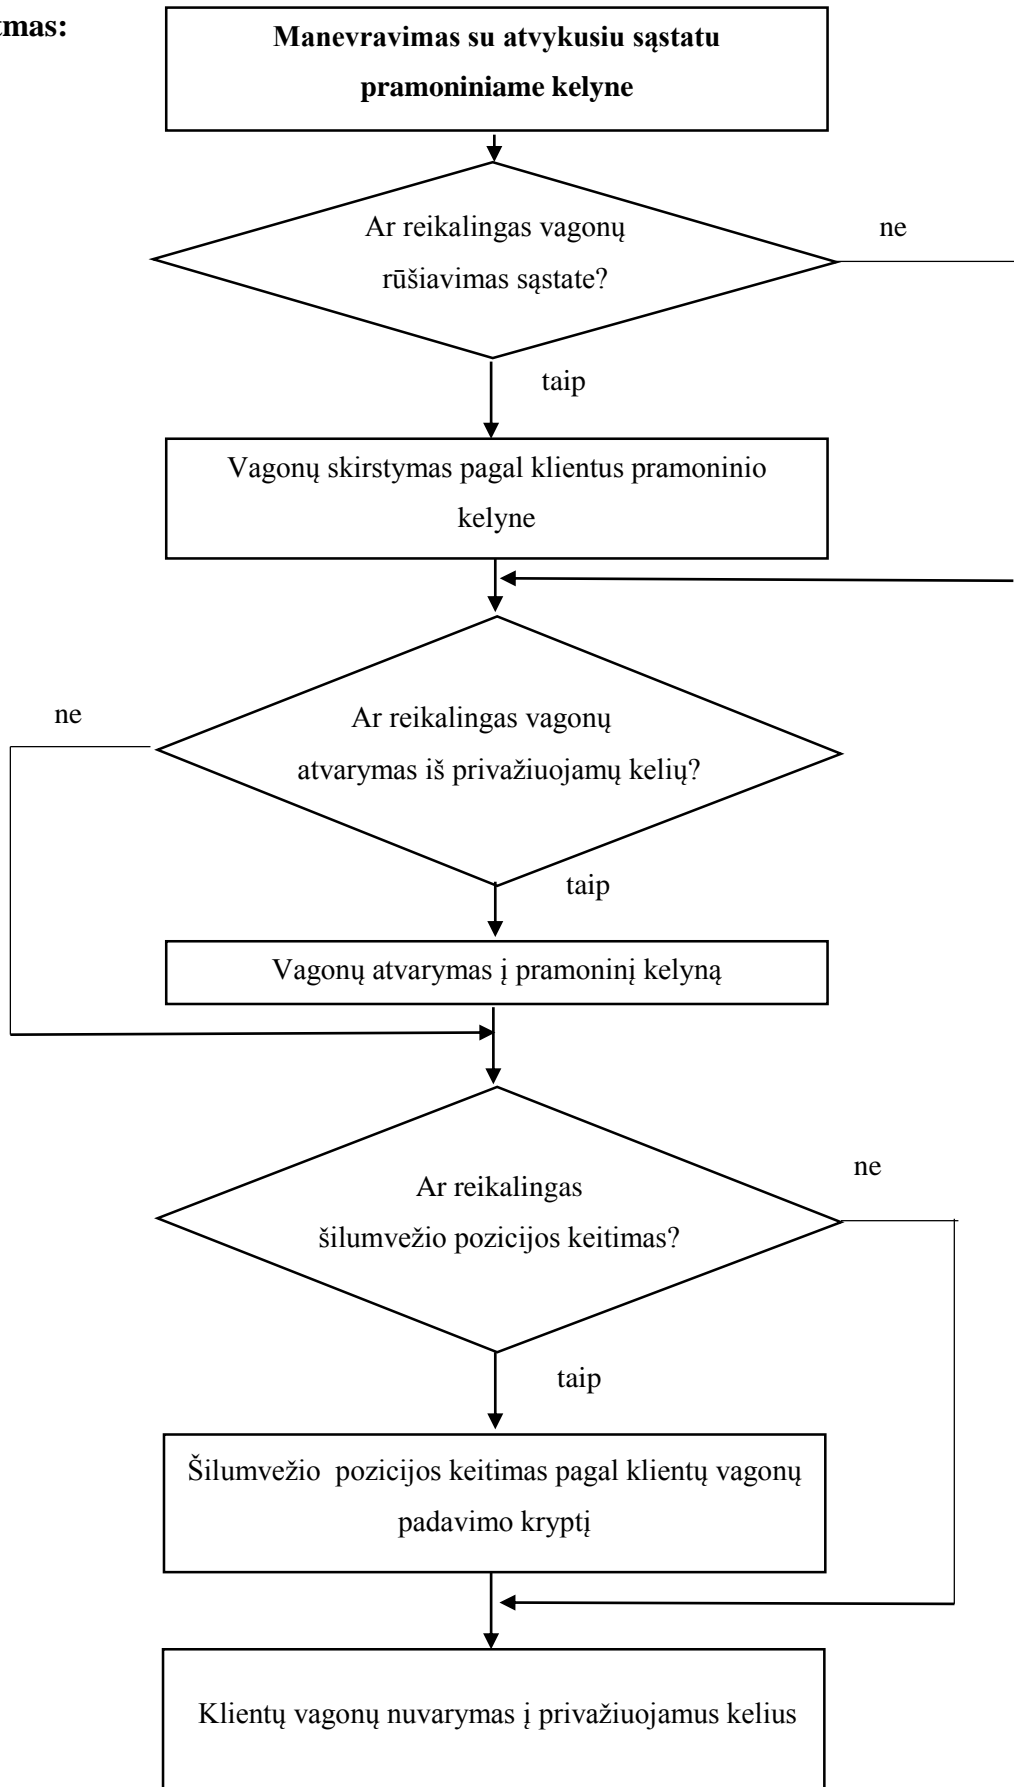 tmas:
Manevravimas su atvykusiu sąstatu
pramoniniame kelyne
Ar reikalingas vagonų
rūšiavimas sąstate?
ne
taip
Vagonų skirstymas pagal klientus pramoninio
kelyne
ne
Ar reikalingas vagonų
atvarymas iš privažiuojamų kelių?
taip
Vagonų atvarymas į pramoninį kelyną
Ar reikalingas
šilumvežio pozicijos keitimas?
ne
taip
Šilumvežio pozicijos keitimas pagal klientų vagonų
padavimo kryptį
Klientų vagonų nuvarymas į privažiuojamus kelius